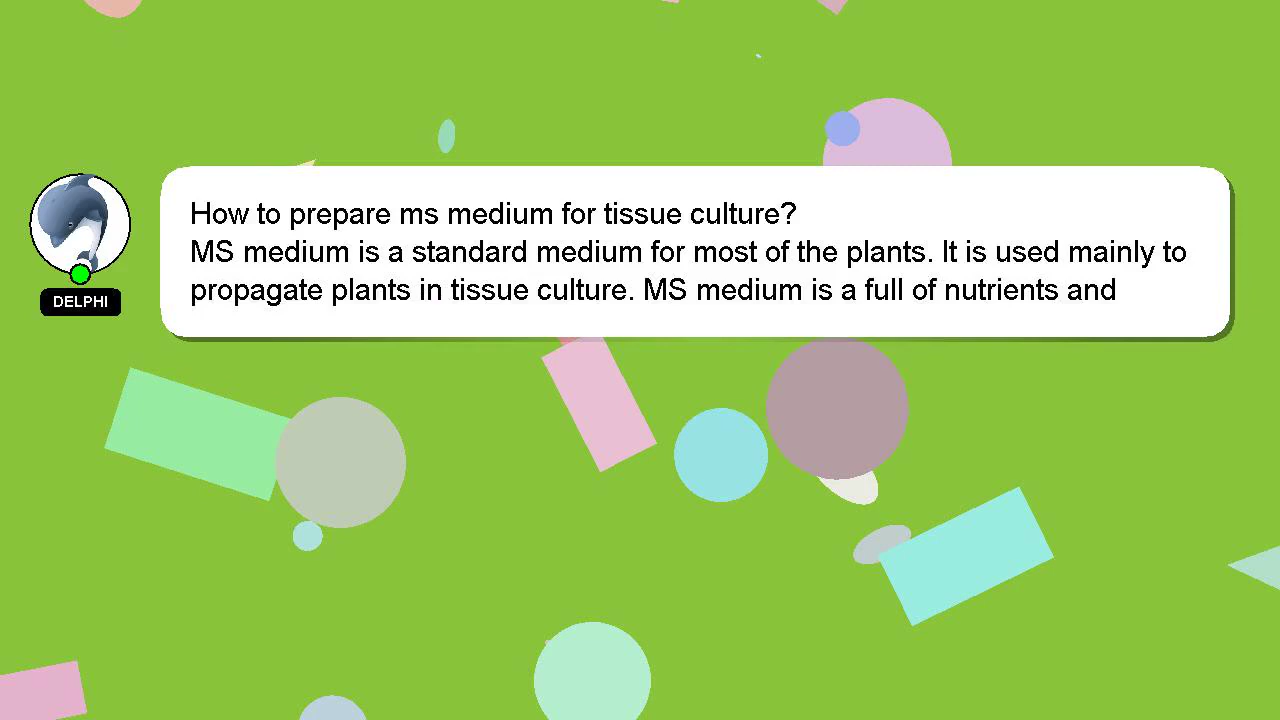 How to prepare ms medium for tissue culture?
MS medium is a standard medium for most of the plants. It is used mainly to
propagate plants in tissue culture. MS medium is a full of nutrients and
DELPHI